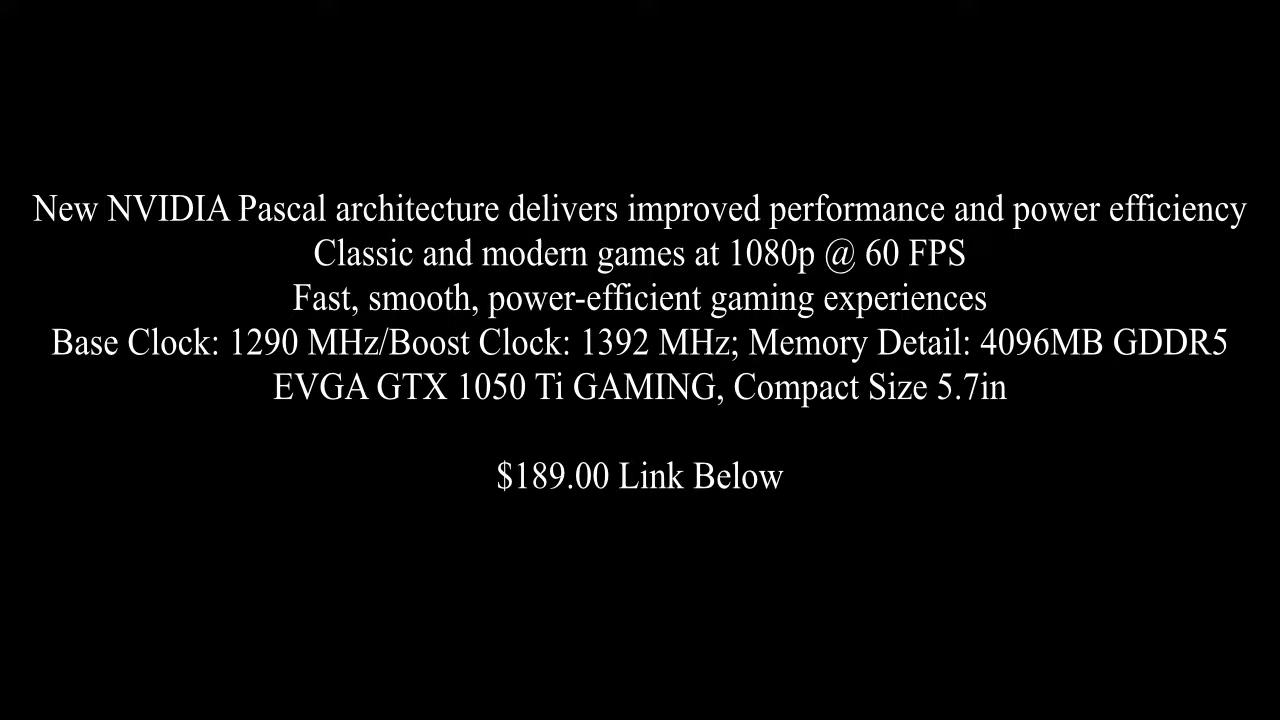 New NVIDIA Pascal architecture delivers improved performance and power efficiency
Classic and modern games at 1080p @ 60 FPS
Fast, smooth, power-efficient gaming experiences
Base Clock: 1290 MHz/Boost Clock: 1392 MHz; Memory Detail: 4096MB GDDR5
EVGA GTX 1050 Ti GAMING, Compact Size 5.7in
$189.00 Link Below